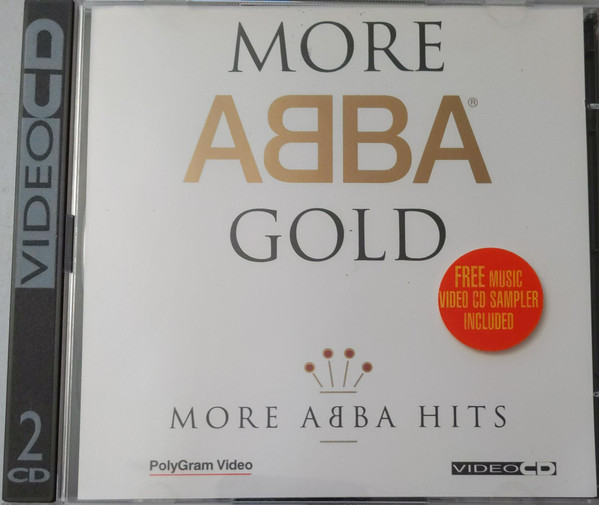 VIDEO CD
2
CD
MORE
ABBA®
GOLD
FREE MUSIC
VIDEO CD SAMPLER
INCLUDED
MORE ABBA HITS
PolyGram Video
VIDEO CD